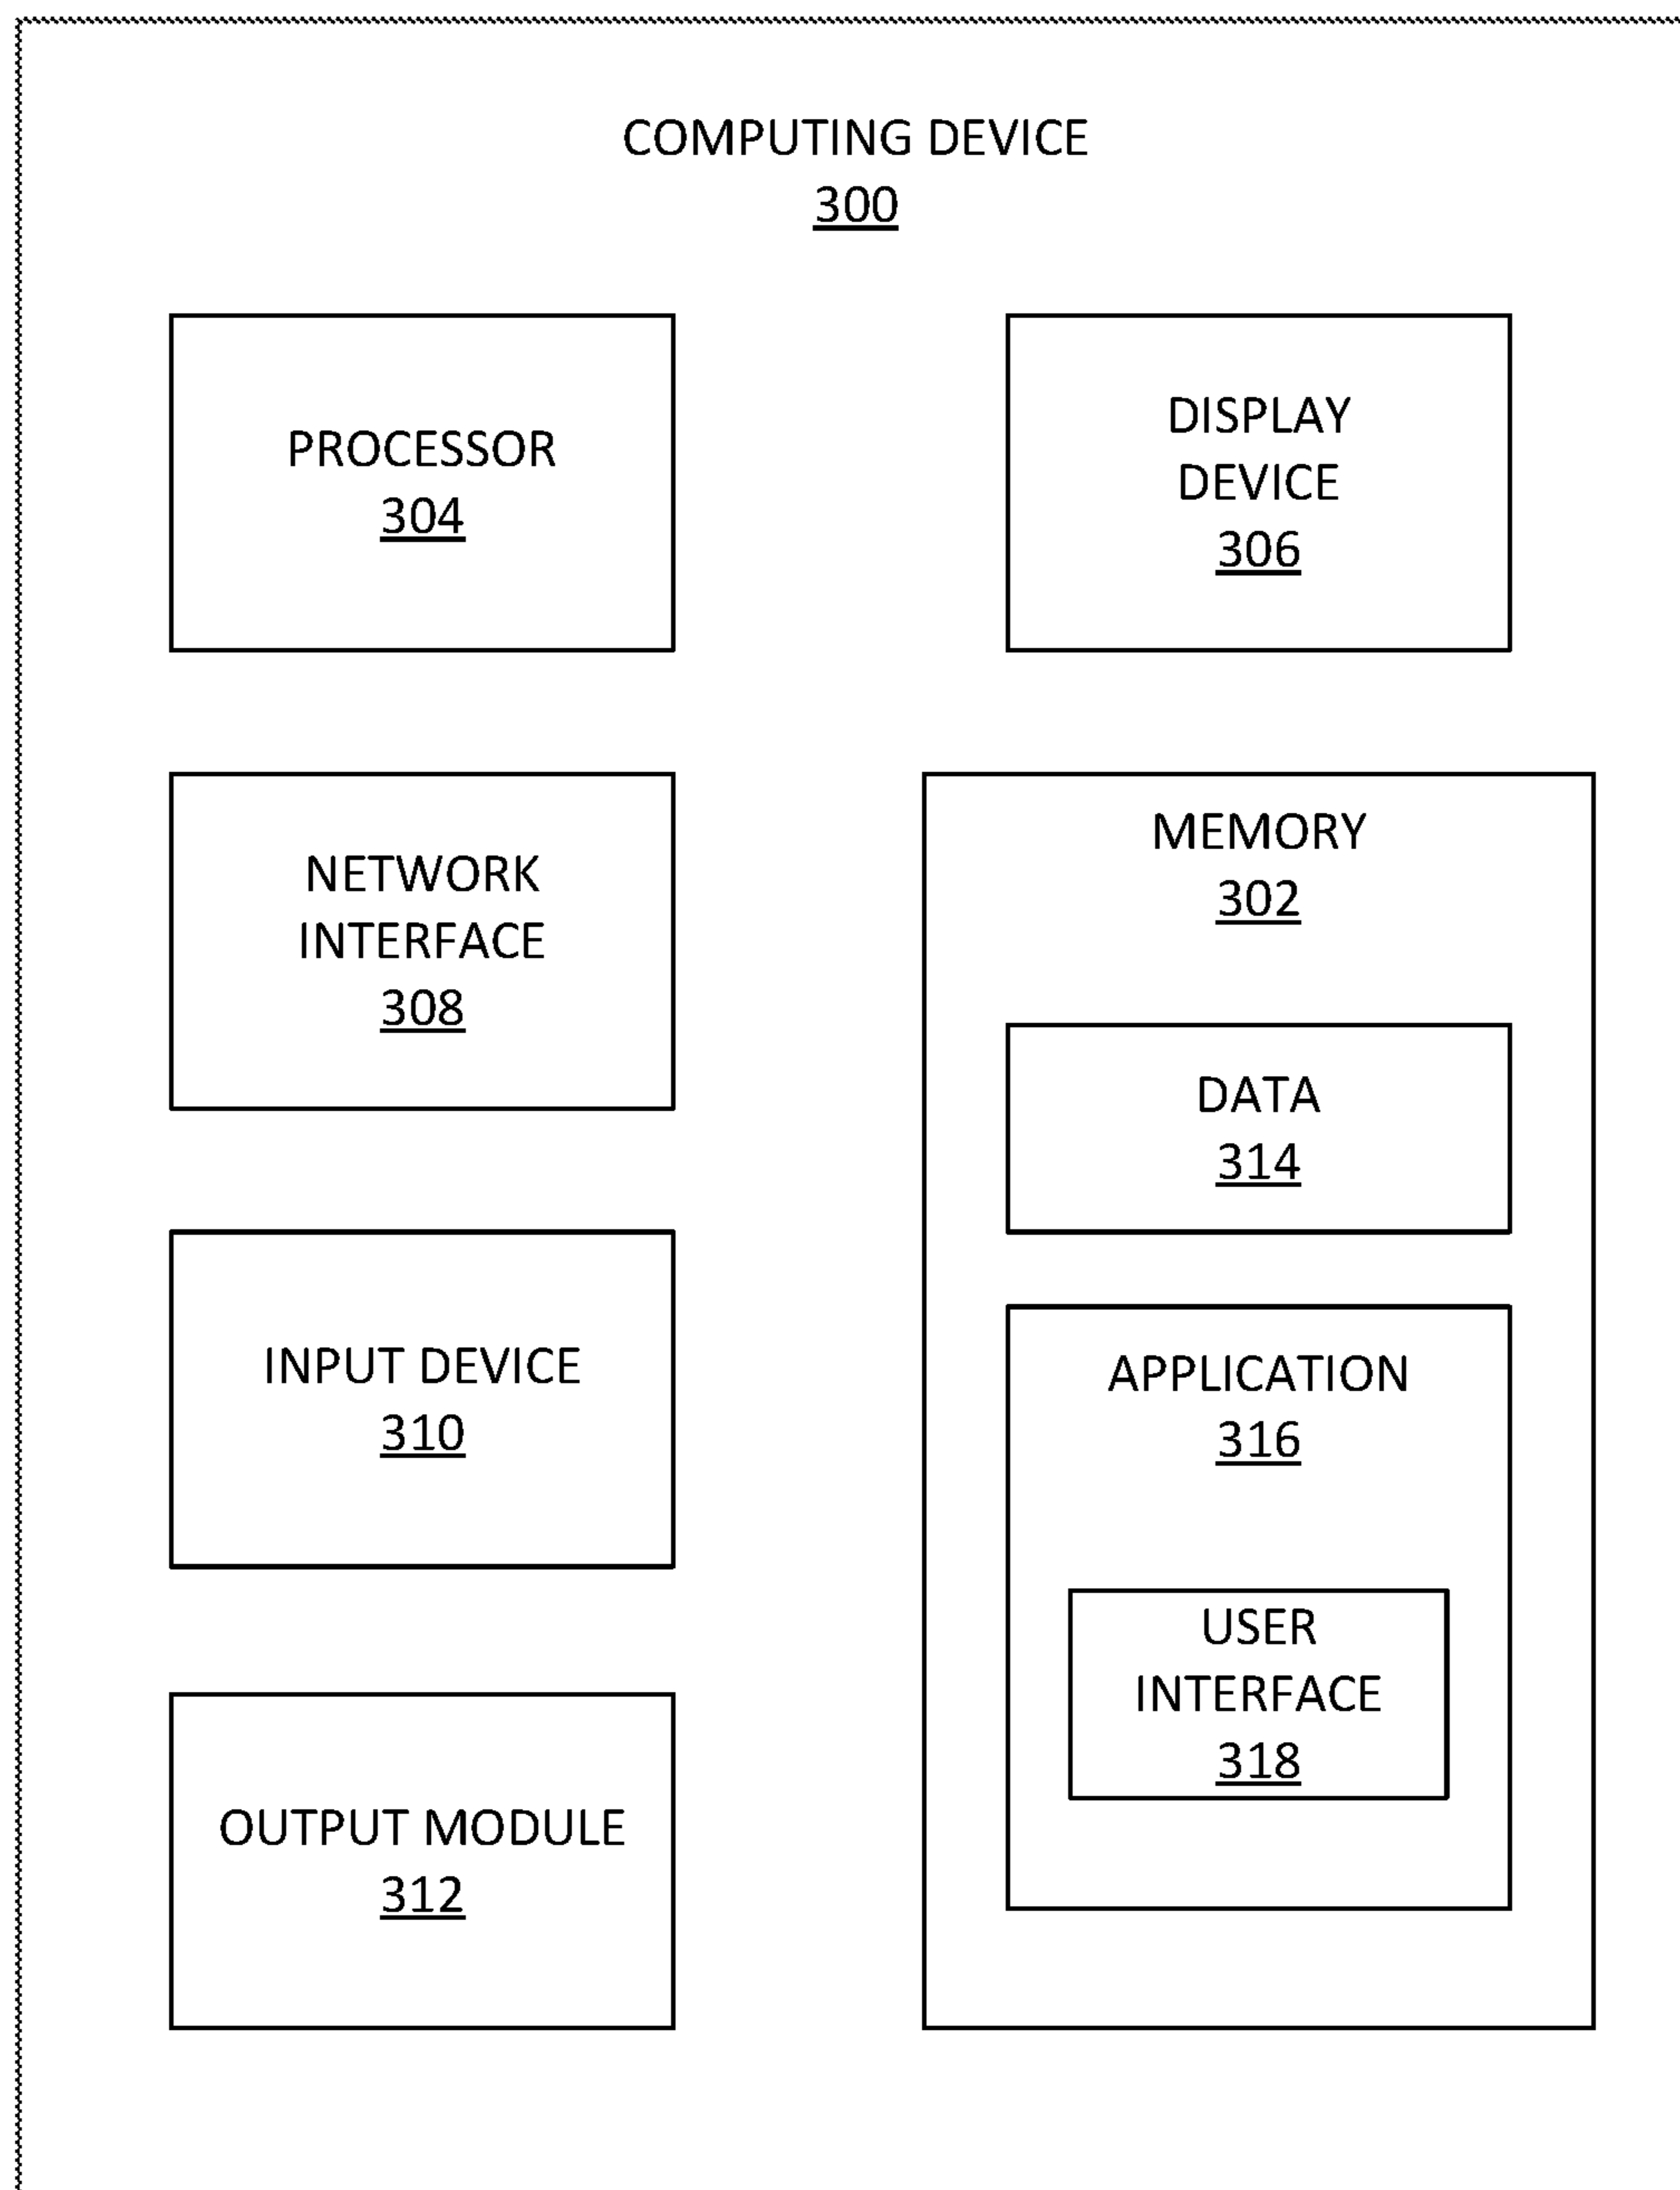 COMPUTING DEVICE
300
PROCESSOR
304
DISPLAY
DEVICE
306
NETWORK
INTERFACE
308
MEMORY
302
DATA
314
INPUT DEVICE
310
APPLICATION
316
USER
INTERFACE
318
OUTPUT MODULE
312